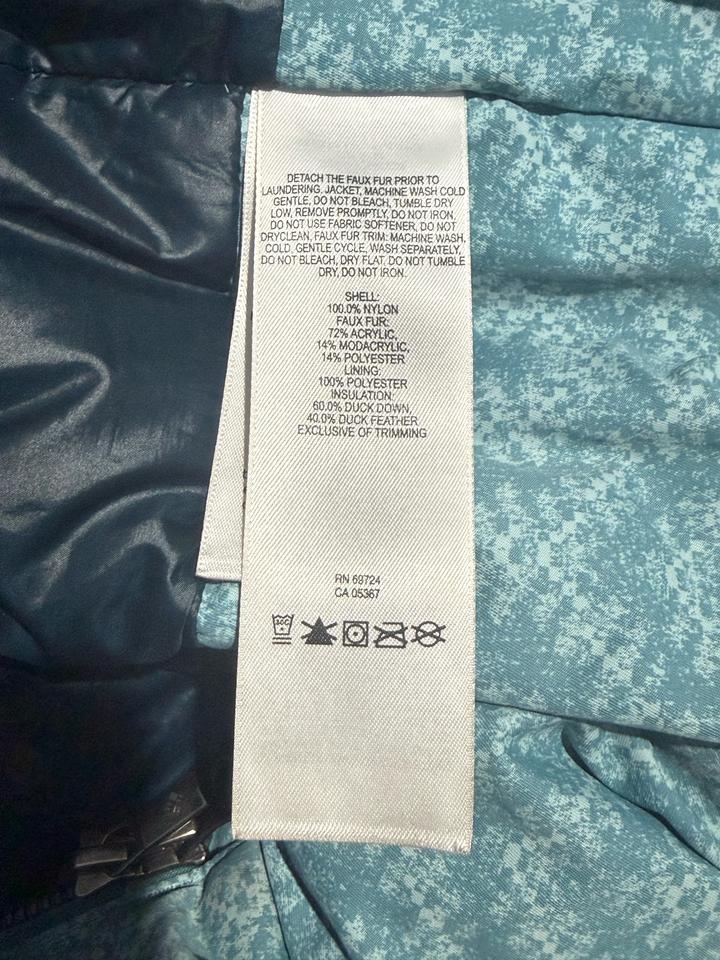 DETACH THE FAUX FUR PRIOR TO
LAUNDERING. JACKET, MACHINE WASH COLD
GENTLE, DO NOT BLEACH, TUMBLE DRY
LOW, REMOVE PROMPTLY, DO NOT IRON,
DO NOT USE FABRIC SOFTENER, DO NOT
DRYCLEAN, FAUX FUR TRIM: MACHINE WASH,
COLD, GENTLE CYCLE, WASH SEPARATELY,
DO NOT BLEACH, DRY FLAT, DO NOT TUMBLE
DRY, DO NOT IRON.
SHELL:
100.0% NYLON
FAUX FUR:
72% ACRYLIC,
14% MODACRYLIC,
14% POLYESTER
LINING:
100% POLYESTER
INSULATION:
60.0% DUCK DOWN,
40.0% DUCK FEATHER
EXCLUSIVE OF TRIMMING
RN 69724
CA 05367
30C